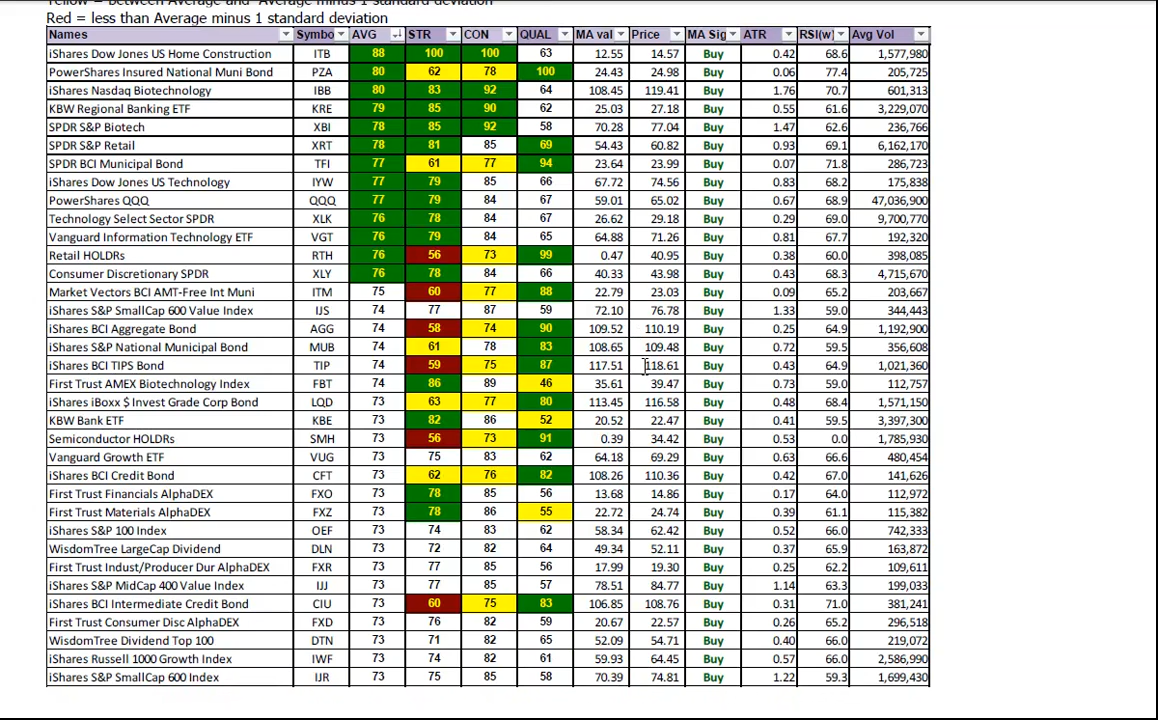 Yellow = Between Average and Average minus 1 standard deviation
Red = less than Average minus 1 standard deviation
Names Symbo AVG STR CON QUAL MA val Price MA Sig ATR RSI(w) Avg Vol
iShares Dow Jones US Home Construction ITB 88 100 100 63 12.55 14.57 Buy 0.42 68.6 1,577,980
PowerShares Insured National Muni Bond PZA 80 62 78 100 24.43 24.98 Buy 0.06 77.4 205,725
iShares Nasdaq Biotechnology IBB 80 83 92 64 108.45 119.41 Buy 1.76 70.7 601,313
KBW Regional Banking ETF KRE 79 85 90 62 25.03 27.18 Buy 0.55 61.6 3,229,070
SPDR S&P Biotech XBI 78 85 92 58 70.28 77.04 Buy 1.47 62.6 236,766
SPDR S&P Retail XRT 78 81 85 69 54.43 60.82 Buy 0.93 69.1 6,162,170
SPDR BCI Municipal Bond TFI 77 61 77 94 23.64 23.99 Buy 0.07 71.8 286,723
iShares Dow Jones US Technology IYW 77 79 85 66 67.72 74.56 Buy 0.83 68.2 175,838
PowerShares QQQ QQQ 77 79 84 67 59.01 65.02 Buy 0.67 68.9 47,036,900
Technology Select Sector SPDR XLK 76 78 84 67 26.62 29.18 Buy 0.29 69.0 9,700,770
Vanguard Information Technology ETF VGT 76 79 84 65 64.88 71.26 Buy 0.81 67.7 192,320
Retail HOLDRs RTH 76 56 73 99 0.47 40.95 Buy 0.38 60.0 398,085
Consumer Discretionary SPDR XLY 76 78 84 66 40.33 43.98 Buy 0.43 68.3 4,715,670
Market Vectors BCI AMT-Free Int Muni ITM 75 60 77 88 22.79 23.03 Buy 0.09 65.2 203,667
iShares S&P SmallCap 600 Value Index IJS 74 77 87 59 72.10 76.78 Buy 1.33 59.0 344,443
iShares BCI Aggregate Bond AGG 74 58 74 90 109.52 110.19 Buy 0.25 64.9 1,192,900
iShares S&P National Municipal Bond MUB 74 61 78 83 108.65 109.48 Buy 0.72 59.5 356,608
iShares BCI TIPS Bond TIP 74 59 75 87 117.51 118.61 Buy 0.43 64.9 1,021,360
First Trust AMEX Biotechnology Index FBT 74 86 89 46 35.61 39.47 Buy 0.73 59.0 112,757
iShares iBoxx $ Invest Grade Corp Bond LQD 73 63 77 80 113.45 116.58 Buy 0.48 68.4 1,571,150
KBW Bank ETF KBE 73 82 86 52 20.52 22.47 Buy 0.41 59.5 3,397,300
Semiconductor HOLDRs SMH 73 56 73 91 0.39 34.42 Buy 0.53 0.0 1,785,930
Vanguard Growth ETF VUG 73 75 83 62 64.18 69.29 Buy 0.63 66.6 480,454
iShares BCI Credit Bond CFT 73 62 76 82 108.26 110.36 Buy 0.42 67.0 141,626
First Trust Financials AlphaDEX FXO 73 78 85 56 13.68 14.86 Buy 0.17 64.0 112,972
First Trust Materials AlphaDEX FXZ 73 78 86 55 22.72 24.74 Buy 0.39 61.1 115,382
iShares S&P 100 Index OEF 73 74 83 62 58.34 62.42 Buy 0.52 66.0 742,333
WisdomTree LargeCap Dividend DLN 73 72 82 64 49.34 52.11 Buy 0.37 65.9 163,872
First Trust Indust/Producer Dur AlphaDEX FXR 73 77 85 56 17.99 19.30 Buy 0.25 62.2 109,611
iShares S&P MidCap 400 Value Index IJJ 73 77 85 57 78.51 84.77 Buy 1.14 63.3 199,033
iShares BCI Intermediate Credit Bond CIU 73 60 75 83 106.85 108.76 Buy 0.31 71.0 381,241
First Trust Consumer Disc AlphaDEX FXD 73 76 82 59 20.67 22.57 Buy 0.26 65.2 296,518
WisdomTree Dividend Top 100 DTN 73 71 82 65 52.09 54.71 Buy 0.40 66.0 219,072
iShares Russell 1000 Growth Index IWF 73 74 82 61 59.93 64.45 Buy 0.57 66.0 2,586,990
iShares S&P SmallCap 600 Index IJR 73 75 85 58 70.39 74.81 Buy 1.22 59.3 1,699,430